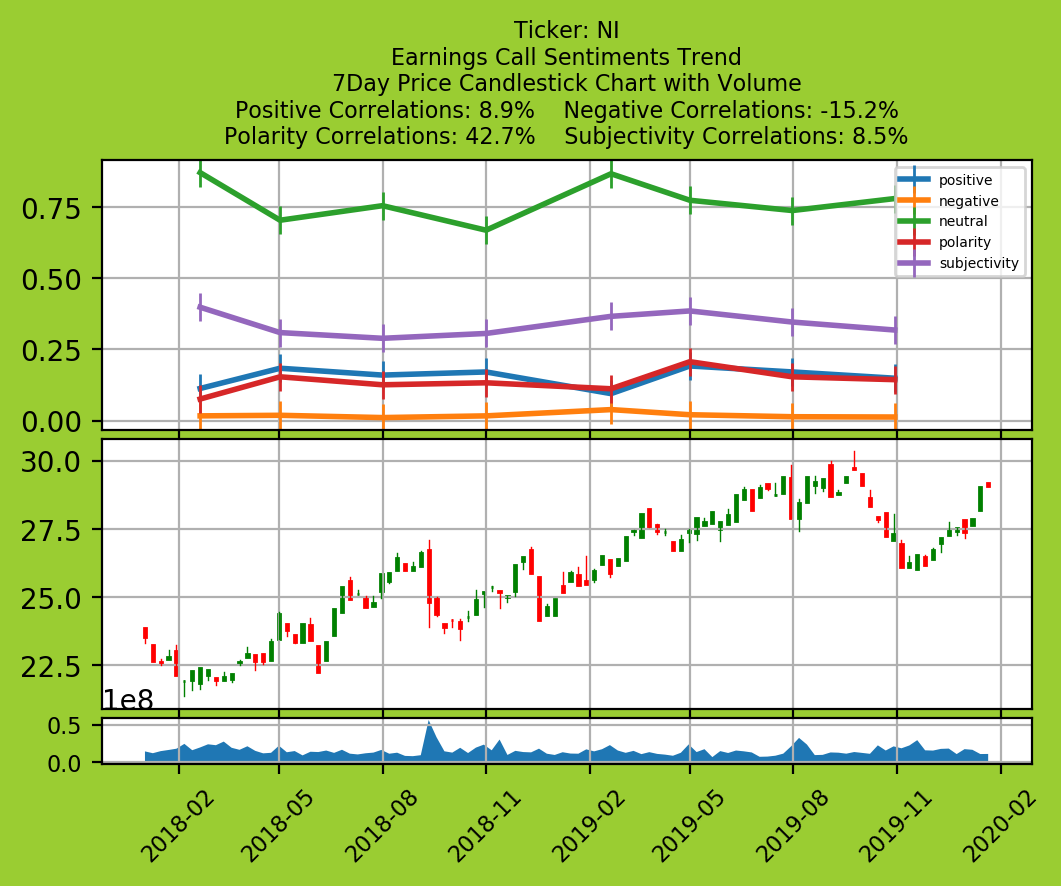 Ticker: NI
Earnings Call Sentiments Trend
7Day Price Candlestick Chart with Volume
Positive Correlations: 8.9%    Negative Correlations: -15.2%
Polarity Correlations: 42.7%    Subjectivity Correlations: 8.5%
positive
negative
neutral
polarity
subjectivity
0.75
0.50
0.25
0.00
30.0
27.5
25.0
22.5
1e8
0.5
0.0
2018-02 2018-05 2018-08 2018-11 2019-02 2019-05 2019-08 2019-11 2020-02